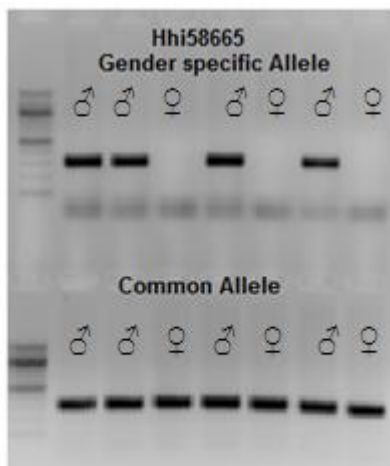 Hhi58665
Gender specific Allele
♂ ♂ ♀ ♂ ♀ ♂ ♀
Common Allele
♂ ♂ ♀ ♂ ♀ ♂ ♀